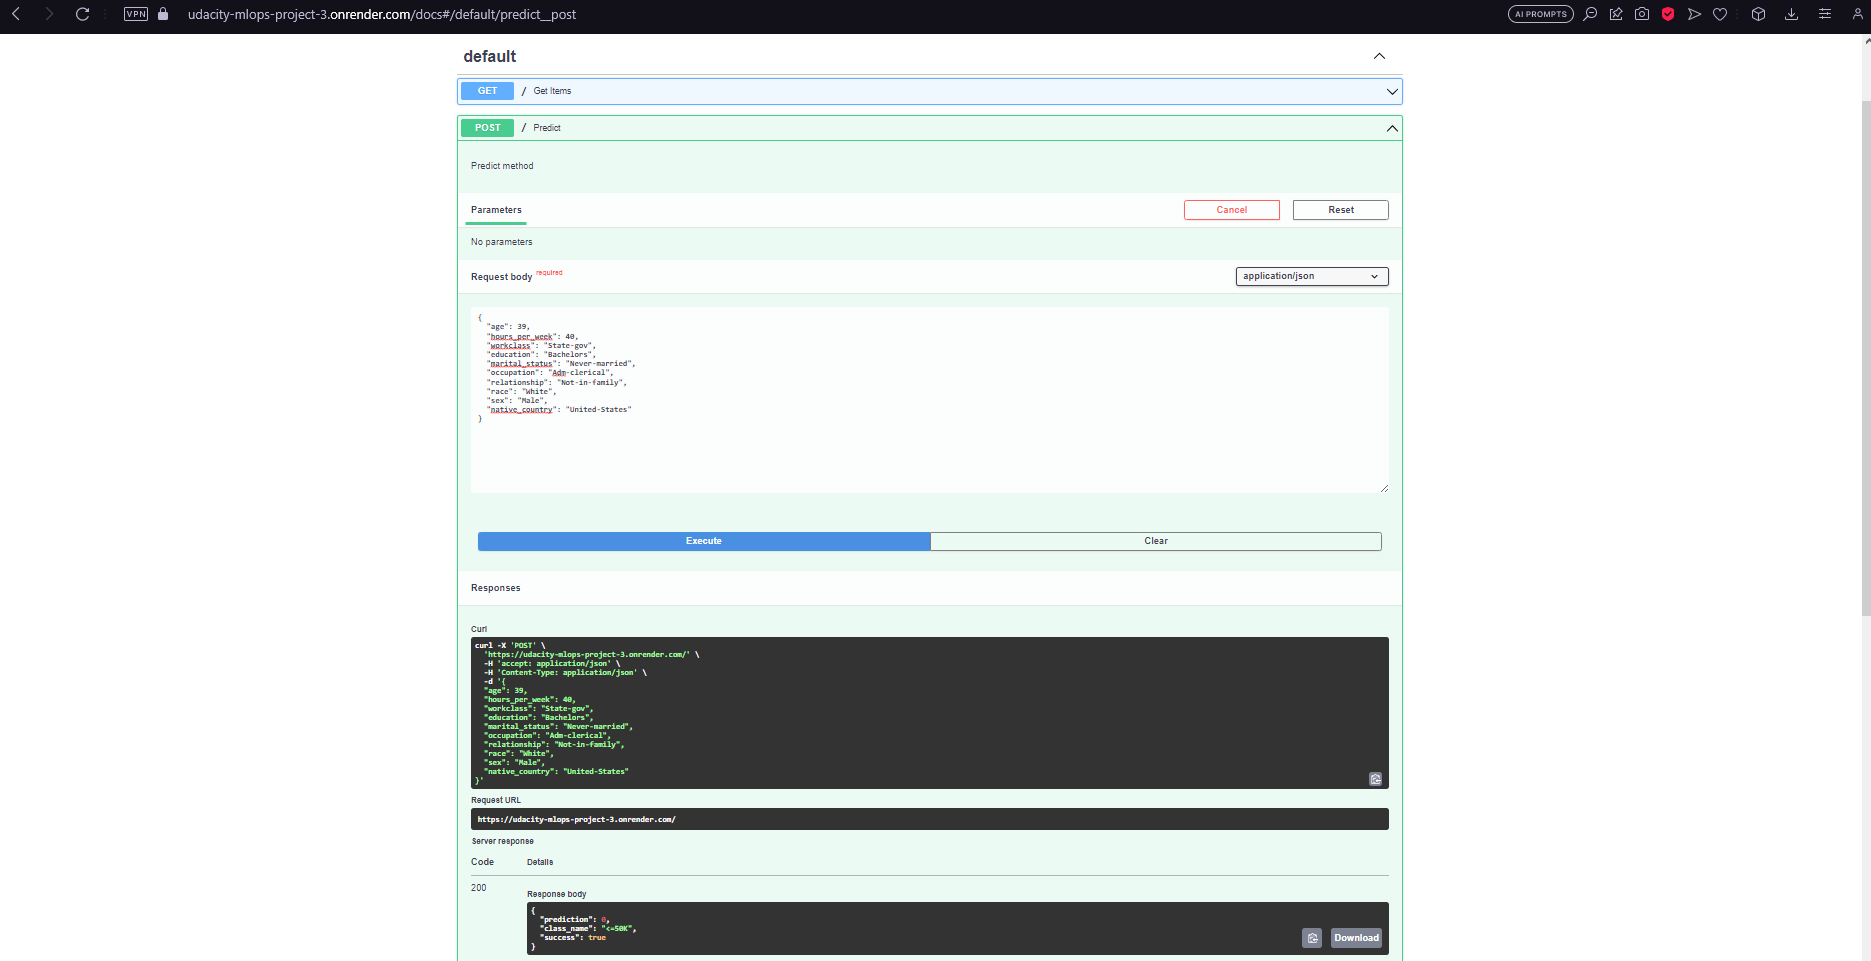 VPN
udacity-mlops-project-3.onrender.com/docs#/default/predict__post
AI PROMPTS
default
GET / Get Items
POST / Predict
Predict method
Parameters
Cancel
Reset
No parameters
Request body required
application/json
{
"age": 39,
"hours_per_week": 40,
"workclass": "State-gov",
"education": "Bachelors",
"marital_status": "Never-married",
"occupation": "Adm-clerical",
"relationship": "Not-in-family",
"race": "White",
"sex": "Male",
"native_country": "United-States"
}
Execute
Clear
Responses
Curl
curl -X 'POST' \
'https://udacity-mlops-project-3.onrender.com/' \
-H 'accept: application/json' \
-H 'Content-Type: application/json' \
-d '{
"age": 39,
"hours_per_week": 40,
"workclass": "State-gov",
"education": "Bachelors",
"marital_status": "Never-married",
"occupation": "Adm-clerical",
"relationship": "Not-in-family",
"race": "White",
"sex": "Male",
"native_country": "United-States"
}'
Request URL
https://udacity-mlops-project-3.onrender.com/
Server response
Code Details
200
Response body
{
"prediction": 0,
"class_name": "<=50K",
"success": true
}
Download